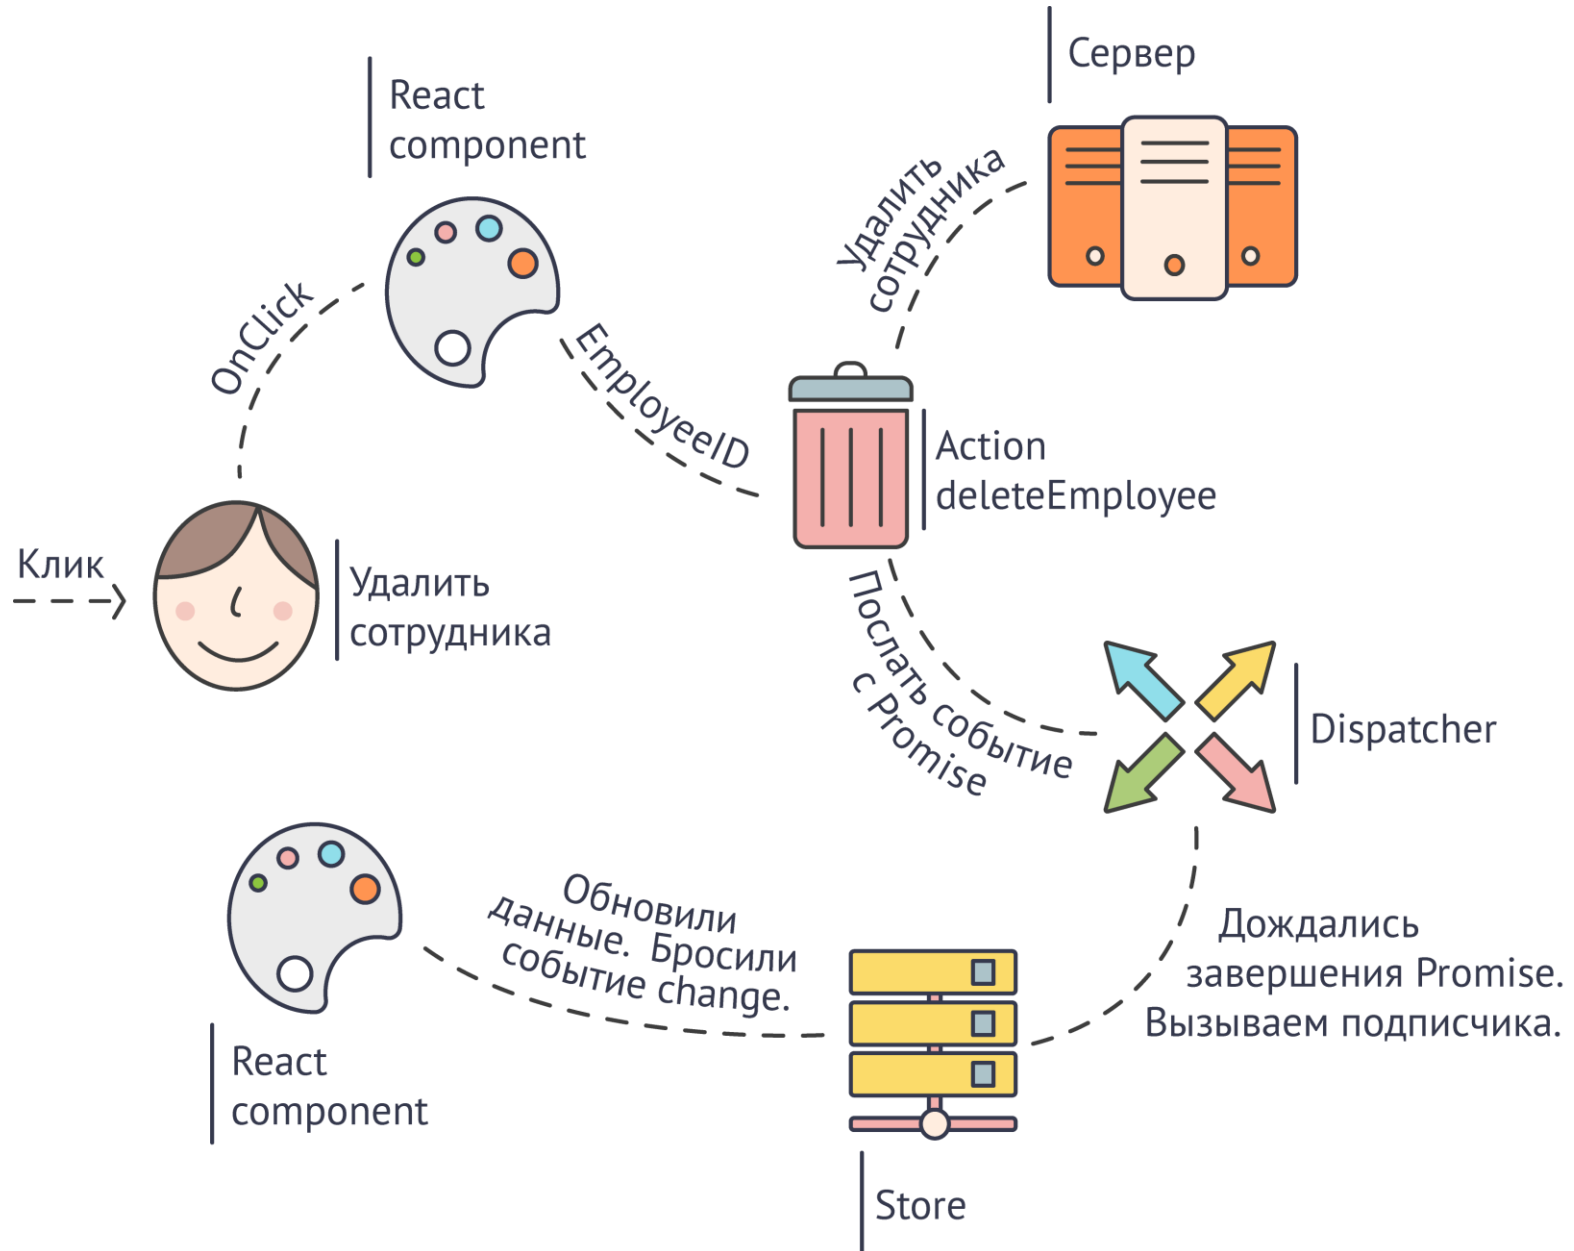 Клик
Удалить
сотрудника
OnClick
React
component
EmployeeID
Action
deleteEmployee
Удалить
сотрудника
Сервер
Послать событие
с Promise
Dispatcher
Дождались
завершения Promise.
Вызываем подписчика.
Store
Обновили
данные. Бросили
событие change.
React
component